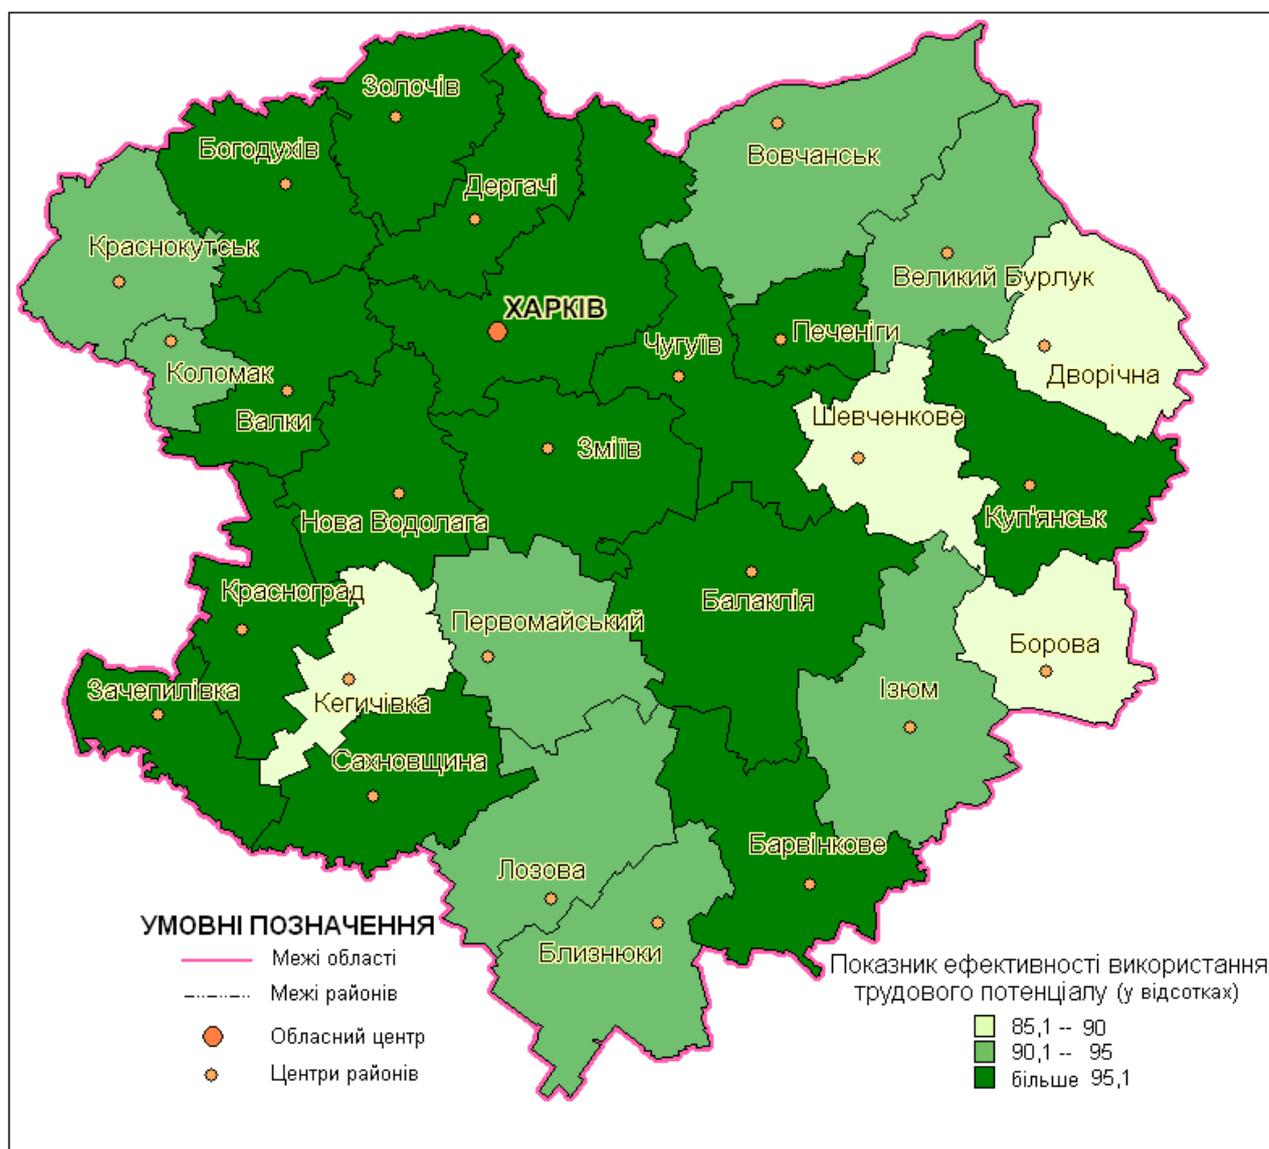 Золочів
Богодухів
Вовчанськ
Дергачі
Краснокутськ
Великий Бурлук
ХАРКІВ
Печеніги
Чугуїв
Коломак
Дворічна
Валки
Шевченкове
Зміїв
Нова Водолага
Куп'янськ
Красноград
Балаклія
Первомайський
Борова
Зачепилівка
Ізюм
Кегичівка
Сахновщина
Барвінкове
Лозова
Близнюки
УМОВНІ ПОЗНАЧЕННЯ
Межі області
Межі районів
Обласний центр
Центри районів
Показник ефективності використання
трудового потенціалу (у відсотках)
85,1 -- 90
90,1 -- 95
більше 95,1